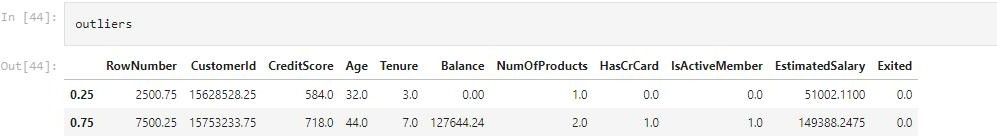 In [44]: outliers
Out[44]:
RowNumber CustomerId CreditScore Age Tenure Balance NumOfProducts HasCrCard IsActiveMember EstimatedSalary Exited
0.25 2500.75 15628528.25 584.0 32.0 3.0 0.00 1.0 0.0 0.0 51002.1100 0.0
0.75 7500.25 15753233.75 718.0 44.0 7.0 127644.24 2.0 1.0 1.0 149388.2475 0.0